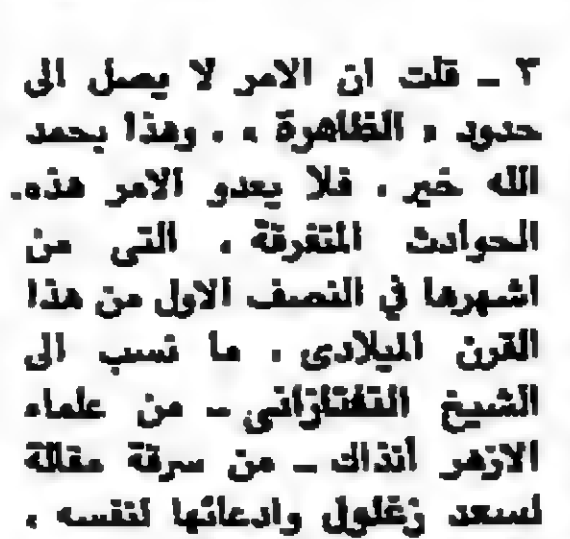 ٣ ـ قلت ان الامر لا يصل الى
حدود « الظاهرة » . وهذا بحمد
الله خير . فلا يعدو الامر هذه
الحوادث المتفرقة ، التى من
اشهرها في النصف الاول من هذا
القرن الميلادى . ما نسب الى
الشيخ التفتازانى ـ من علماء
الازهر آنذاك ـ من سرقة مقالة
لسعد زغلول وادعائها لنفسه ،